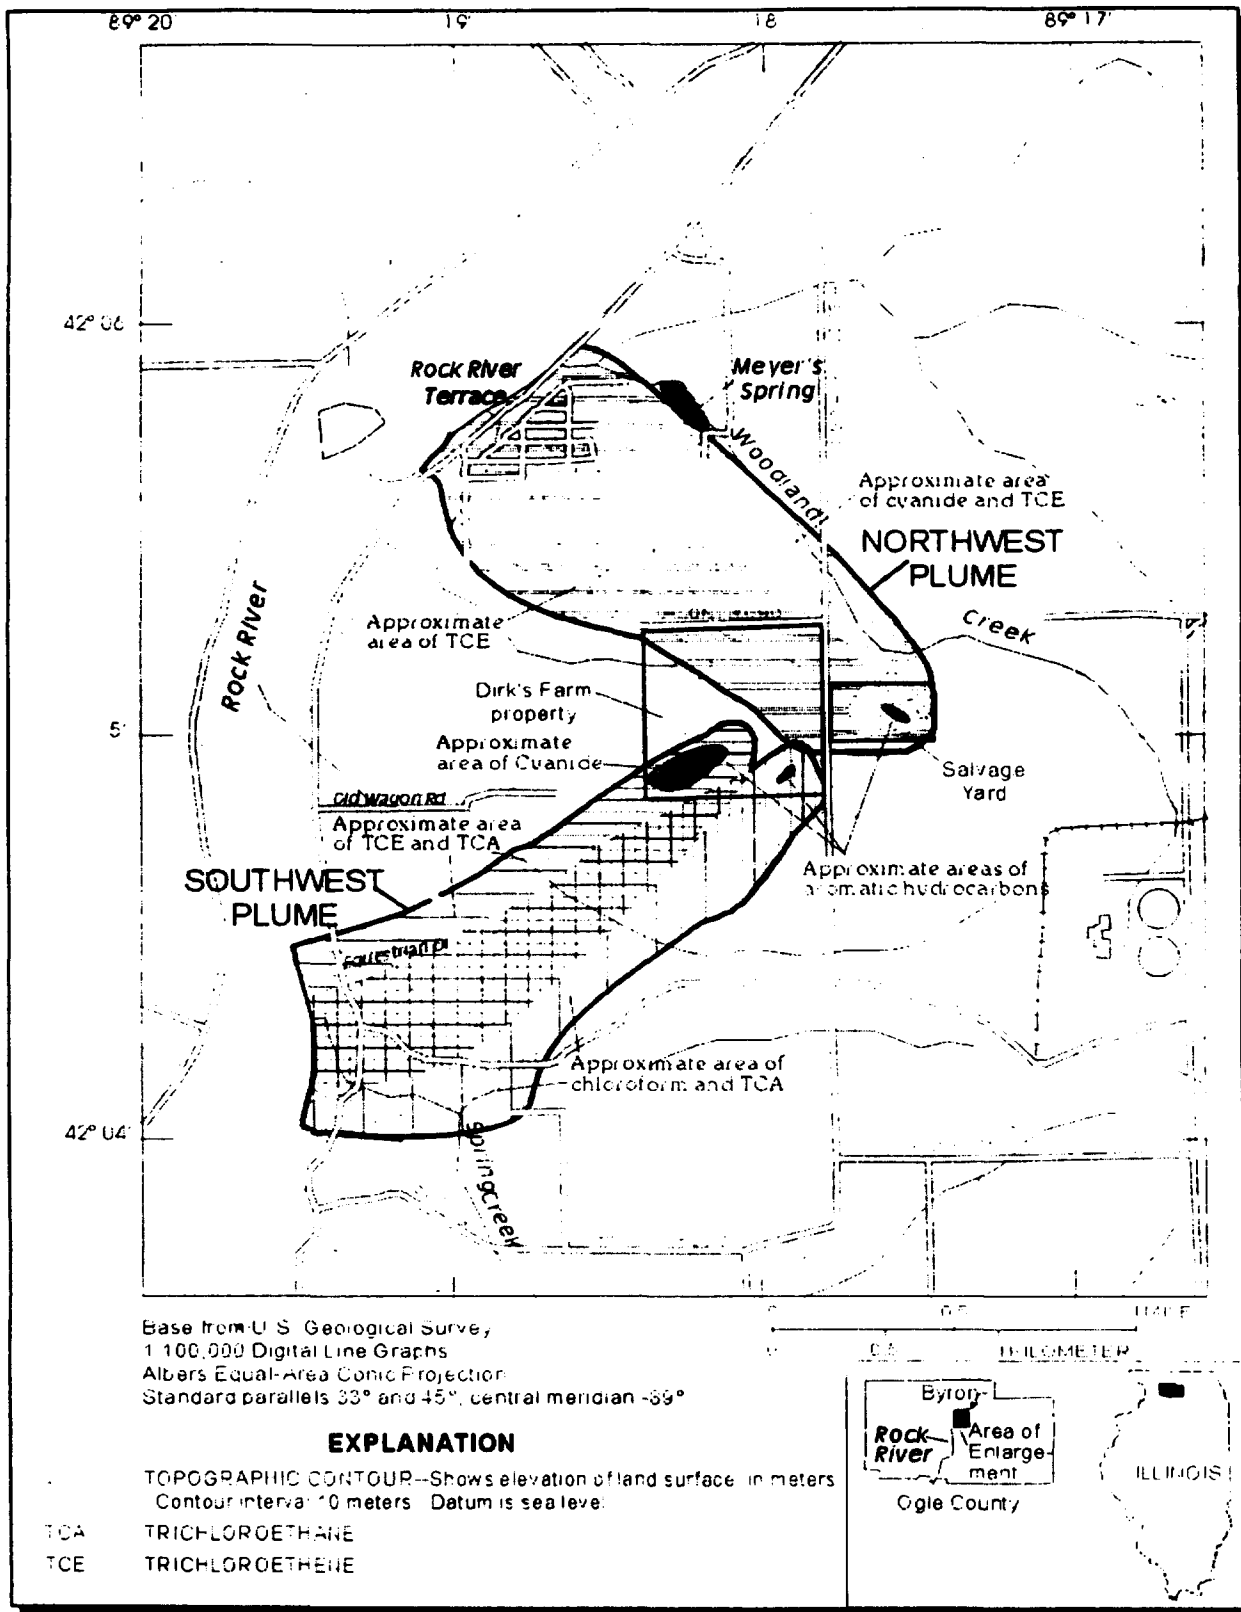 89° 20'
19'
18'
89° 17'
42° 06'
Rock River
Terrace
Meyer's
Spring
Woodland
Approximate area
of cyanide and TCE
NORTHWEST
PLUME
Creek
Rock River
Approximate
area of TCE
Dirk's Farm
property
5'
Approximate
area of Cyanide
Salvage
Yard
Old Wagon Rd
Approximate area
of TCE and TCA
Approximate areas of
aromatic hydrocarbons
SOUTHWEST
PLUME
Equestrian
Approximate area of
chloroform and TCA
42° 04'
Spring Creek
0
0.5
1 MILE
0
0.5
1 KILOMETER
Base from U S Geological Survey
1 100,000 Digital Line Graphs
Albers Equal-Area Conic Projection
Standard parallels 33° and 45°, central meridian -89°
EXPLANATION
TOPOGRAPHIC CONTOUR--Shows elevation of land surface in meters
Contour interval 10 meters Datum is sea level
TCA TRICHLOROETHANE
TCE TRICHLOROETHENE
Byron
Rock
River
Area of
Enlarge-
ment
Ogle County
ILLINOIS